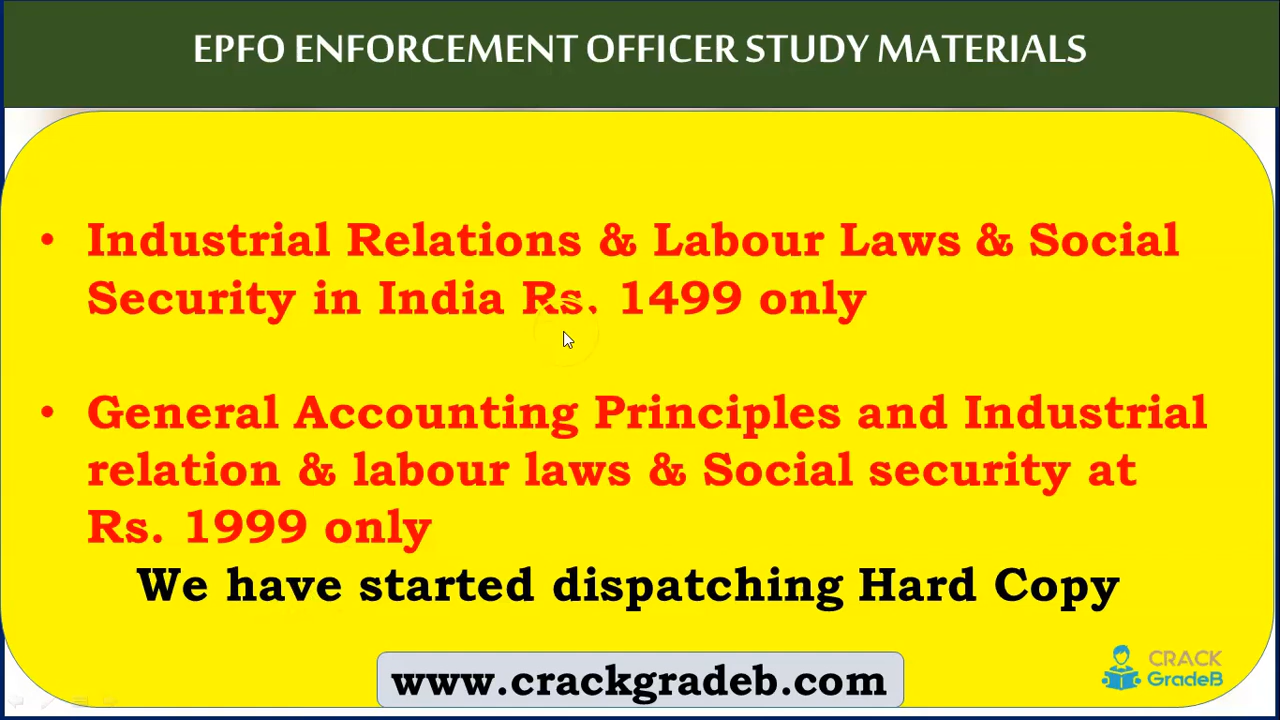 EPFO ENFORCEMENT OFFICER STUDY MATERIALS
• Industrial Relations & Labour Laws & Social
Security in India Rs. 1499 only
• General Accounting Principles and Industrial
relation & labour laws & Social security at
Rs. 1999 only
We have started dispatching Hard Copy
www.crackgradeb.com
CRACK
GradeB